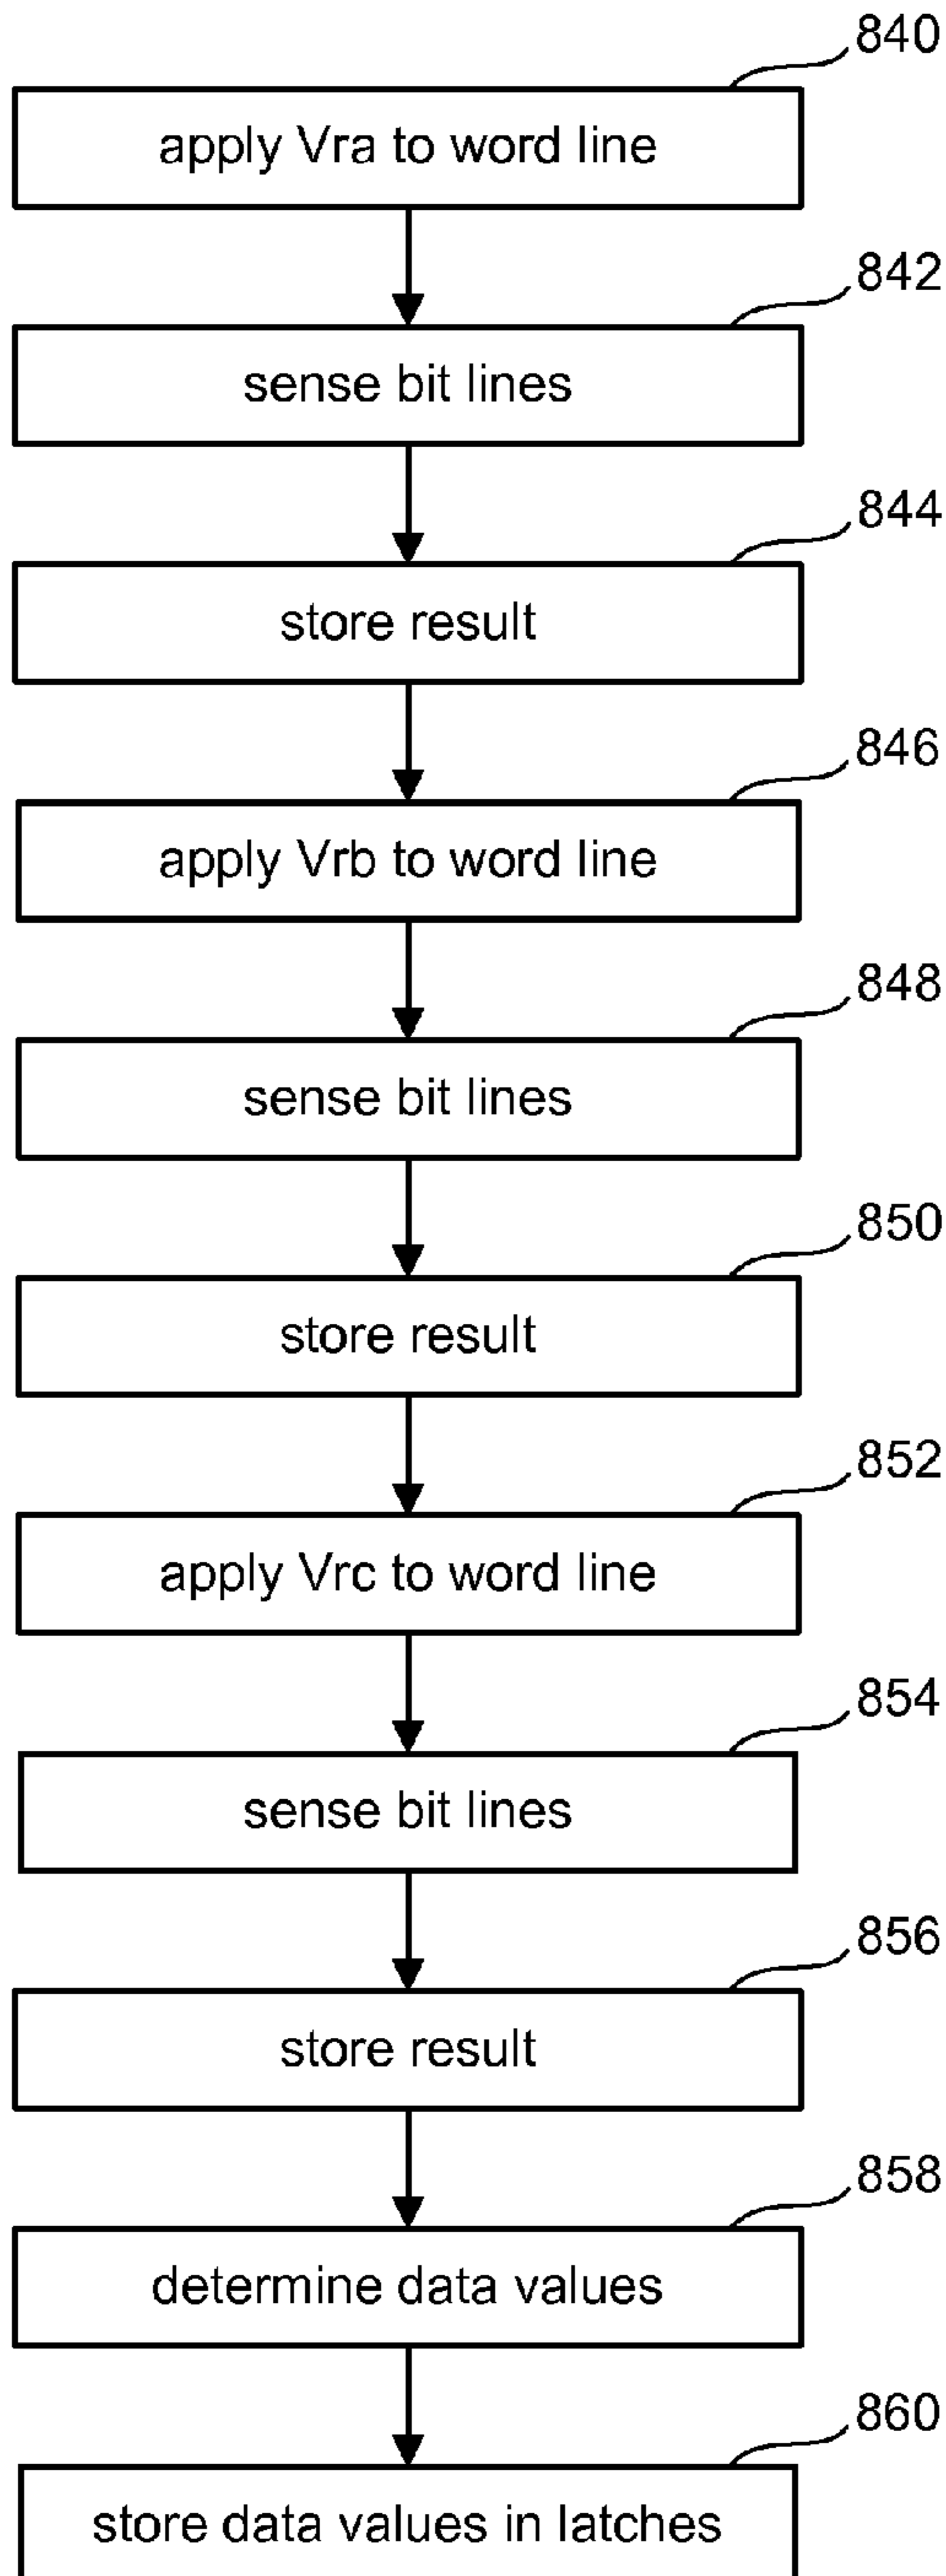 840
apply Vra to word line
842
sense bit lines
844
store result
846
apply Vrb to word line
848
sense bit lines
850
store result
852
apply Vrc to word line
854
sense bit lines
856
store result
858
determine data values
860
store data values in latches